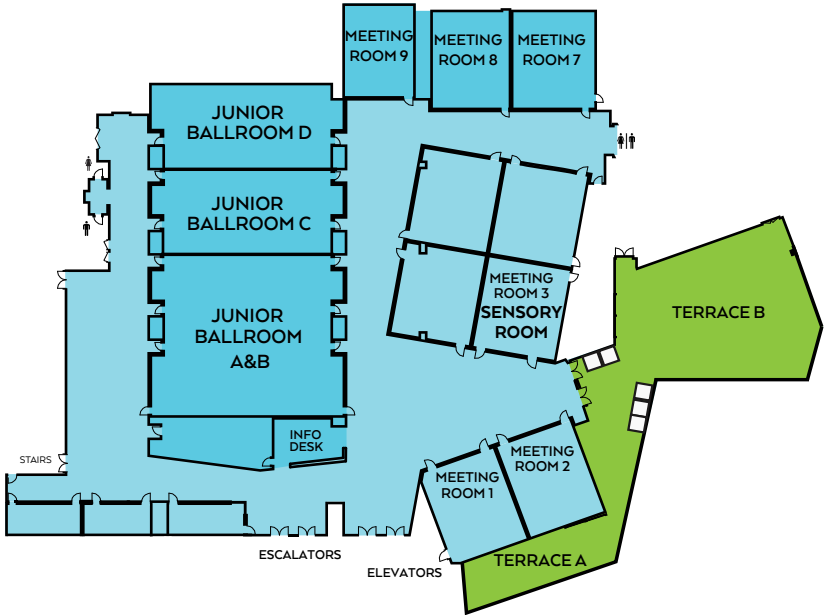 MEETING
ROOM 9
MEETING
ROOM 8
MEETING
ROOM 7
JUNIOR
BALLROOM D
JUNIOR
BALLROOM C
MEETING
ROOM 3
SENSORY
ROOM
TERRACE B
JUNIOR
BALLROOM
A&B
INFO
DESK
STAIRS
MEETING
ROOM 2
MEETING
ROOM 1
ESCALATORS
ELEVATORS
TERRACE A